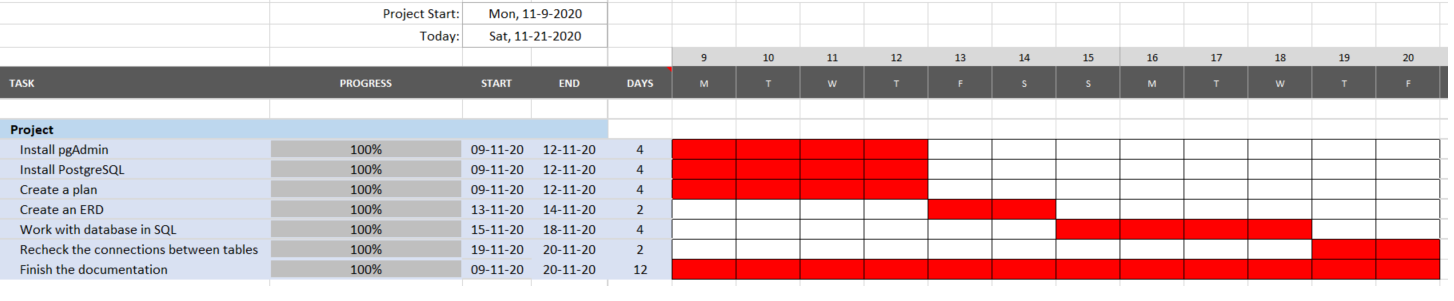 Project Start: Mon, 11-9-2020
Today: Sat, 11-21-2020
9 10 11 12 13 14 15 16 17 18 19 20
TASK PROGRESS START END DAYS M T W T F S S M T W T F
Project
Install pgAdmin 100% 09-11-20 12-11-20 4
Install PostgreSQL 100% 09-11-20 12-11-20 4
Create a plan 100% 09-11-20 12-11-20 4
Create an ERD 100% 13-11-20 14-11-20 2
Work with database in SQL 100% 15-11-20 18-11-20 4
Recheck the connections between tables 100% 19-11-20 20-11-20 2
Finish the documentation 100% 09-11-20 20-11-20 12